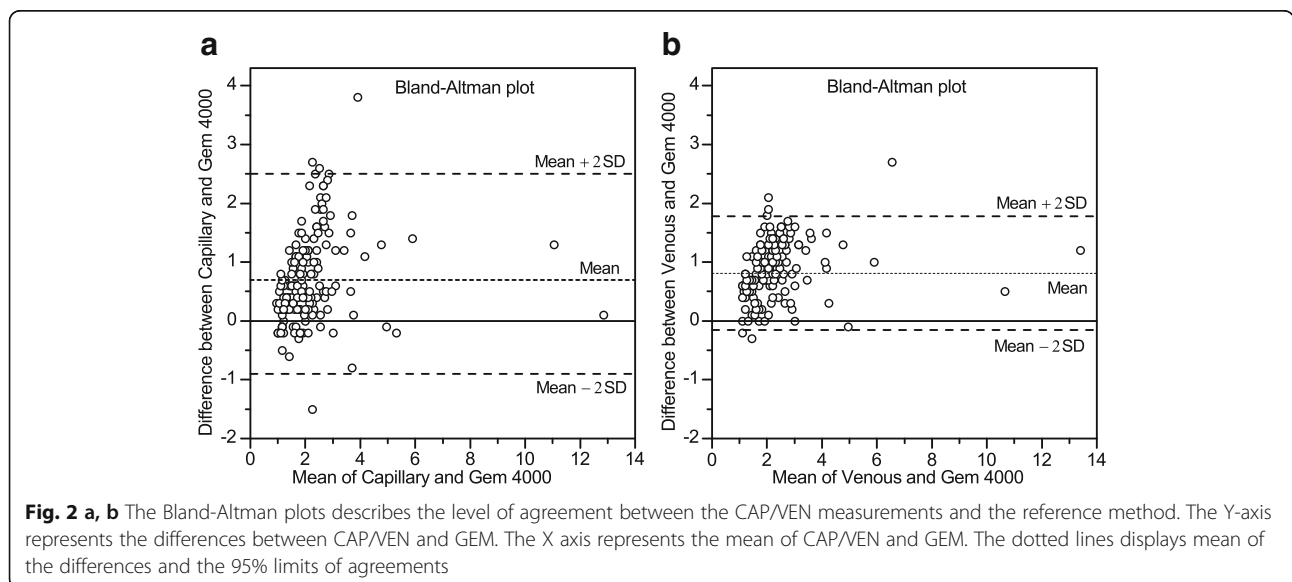 a
b
Bland-Altman plot
Bland-Altman plot
Difference between Capillary and Gem 4000
4
3
2
1
0
-1
-2
Mean + 2SD
Mean
Mean − 2SD
0 2 4 6 8 10 12 14
Mean of Capillary and Gem 4000
Difference between Venous and Gem 4000
4
3
2
1
0
-1
-2
Mean + 2SD
Mean
Mean − 2SD
0 2 4 6 8 10 12 14
Mean of Venous and Gem 4000
Fig. 2 a, b The Bland-Altman plots describes the level of agreement between the CAP/VEN measurements and the reference method. The Y-axis
represents the differences between CAP/VEN and GEM. The X axis represents the mean of CAP/VEN and GEM. The dotted lines displays mean of
the differences and the 95% limits of agreements